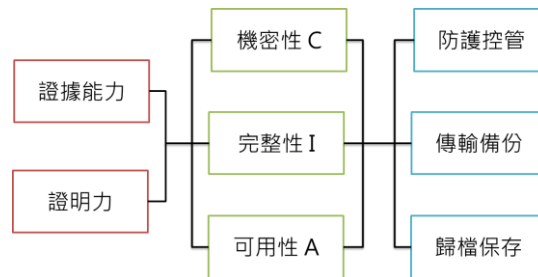 證據能力
證明力
機密性 C
完整性 I
可用性 A
防護控管
傳輸備份
歸檔保存